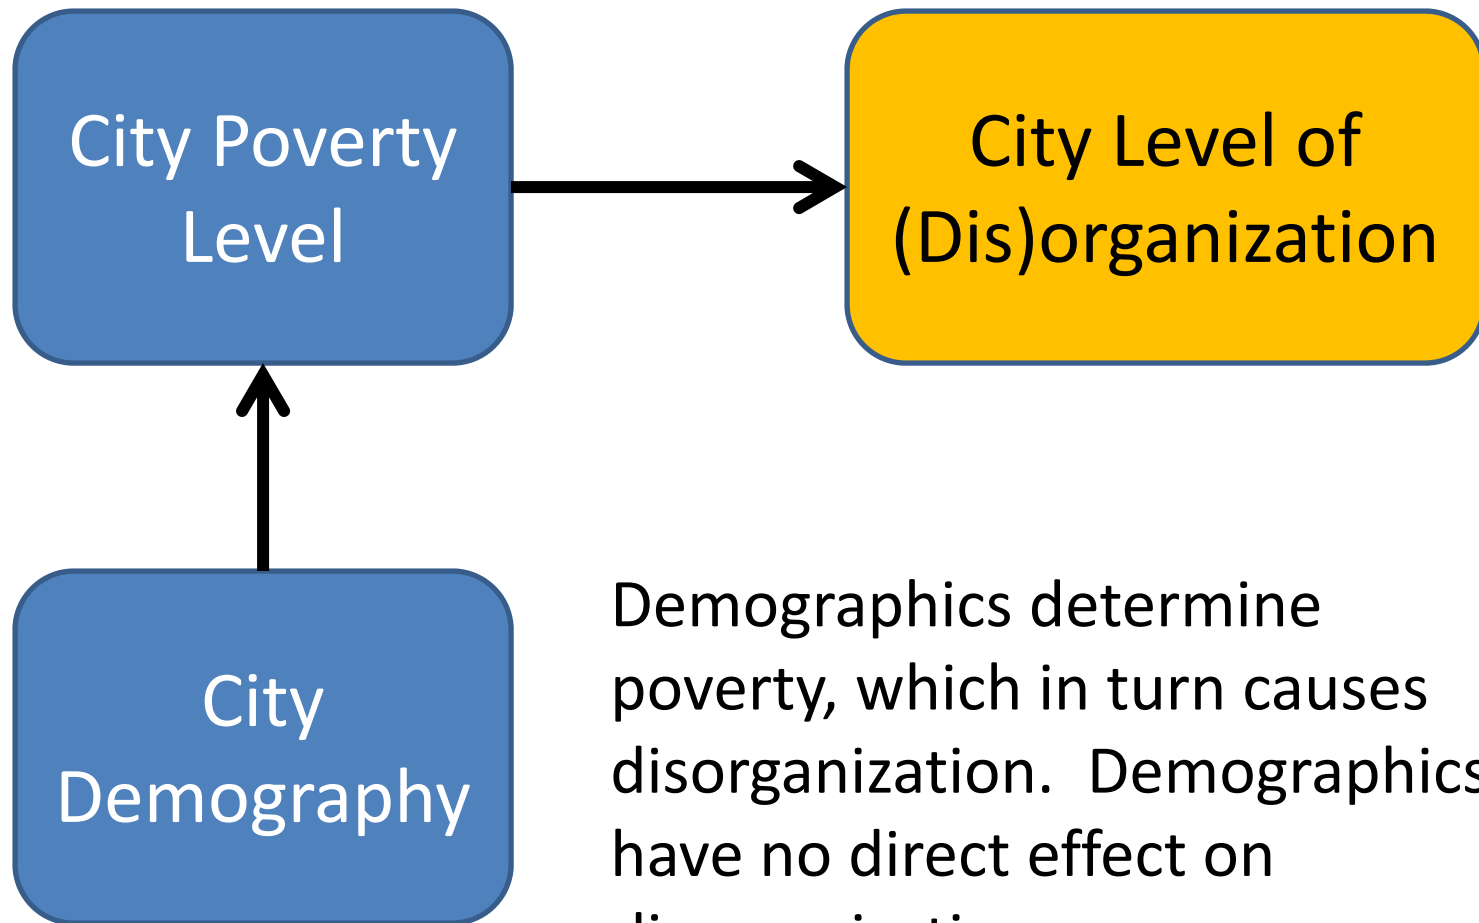 City Poverty
Level
City Level of
(Dis)organization
City
Demography
Demographics determine
poverty, which in turn causes
disorganization.  Demographics
have no direct effect on